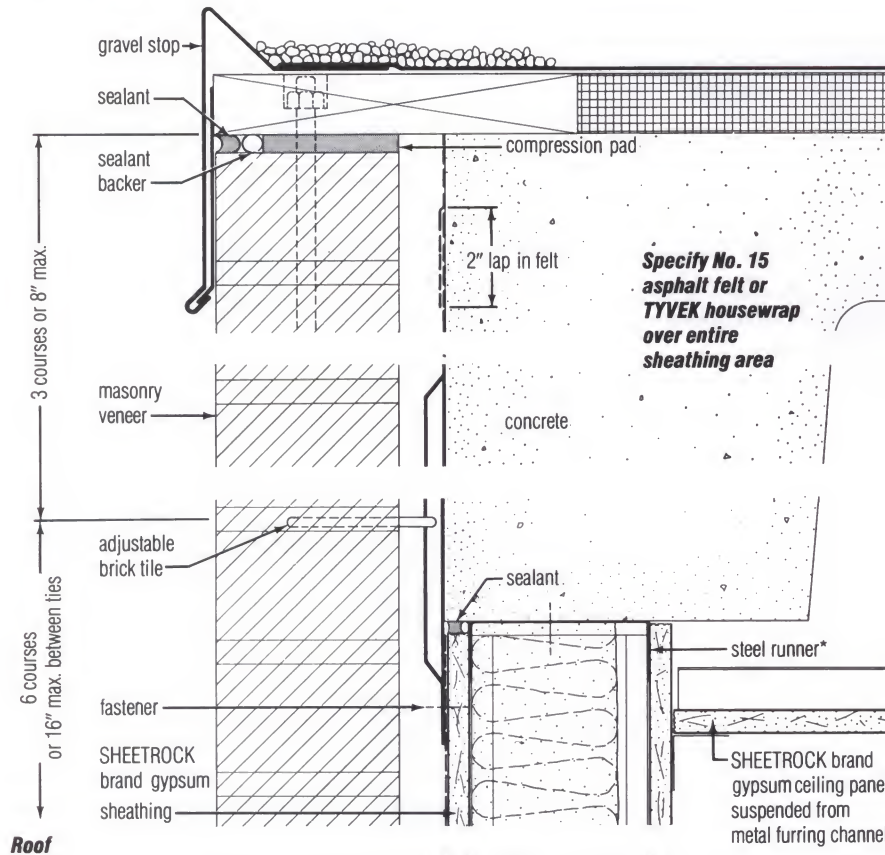 gravel stop
sealant
sealant
backer
compression pad
2" lap in felt
Specify No. 15
asphalt felt or
TYVEK housewrap
over entire
sheathing area
3 courses or 8" max.
masonry
veneer
concrete
adjustable
brick tile
sealant
steel runner*
6 courses
or 16" max. between ties
fastener
SHEETROCK
brand gypsum
sheathing
SHEETROCK brand
gypsum ceiling pane
suspended from
metal furring channe
Roof